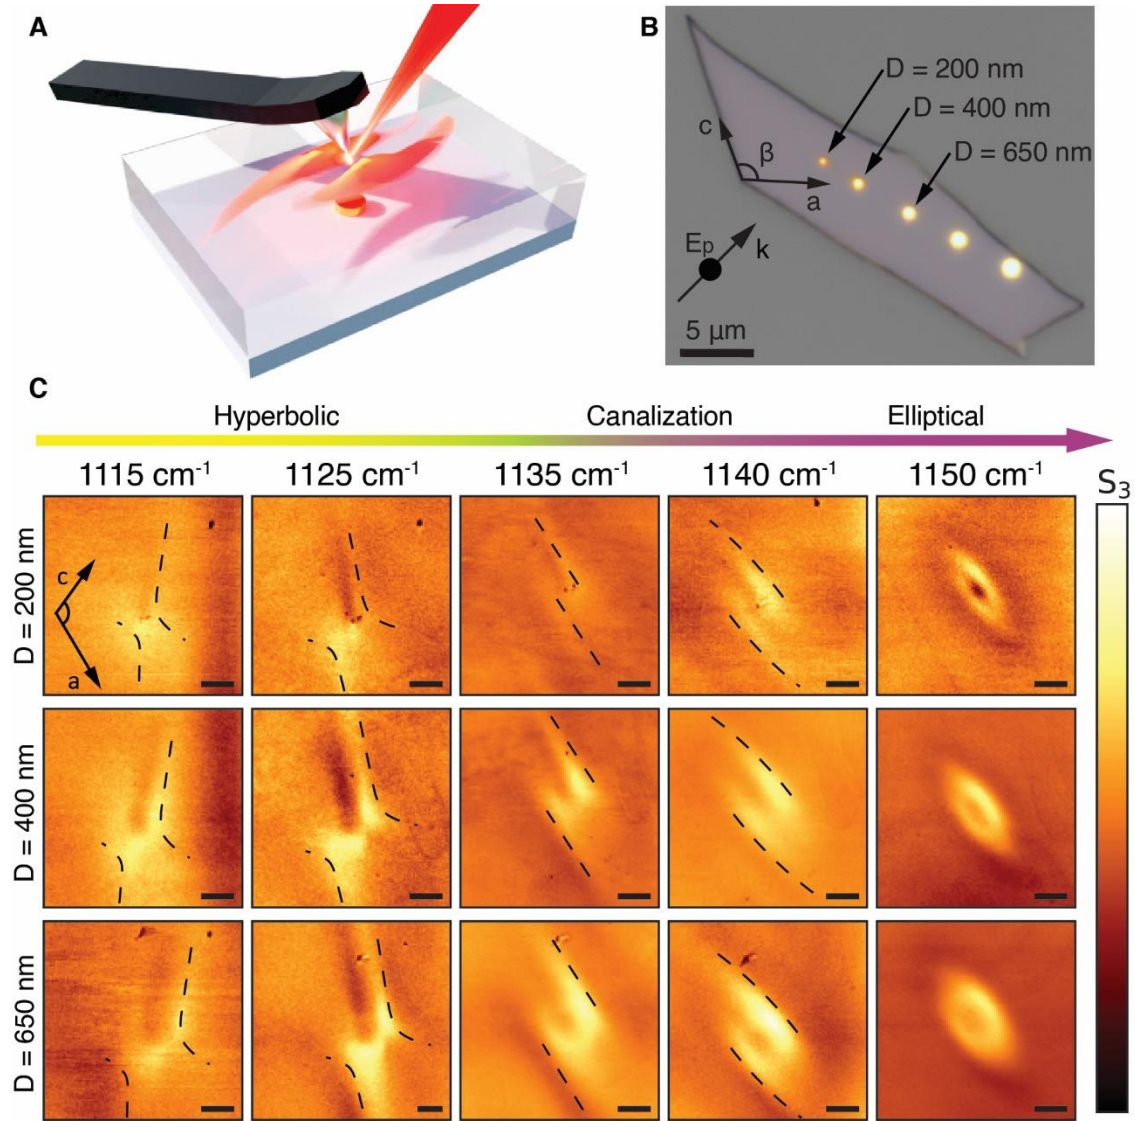 A
B
D = 200 nm
D = 400 nm
D = 650 nm
c
β
a
Eₚ
k
5 µm
C
Hyperbolic Canalization Elliptical
1115 cm⁻¹ 1125 cm⁻¹ 1135 cm⁻¹ 1140 cm⁻¹ 1150 cm⁻¹
S₃
D = 200 nm
c
a
D = 400 nm
D = 650 nm